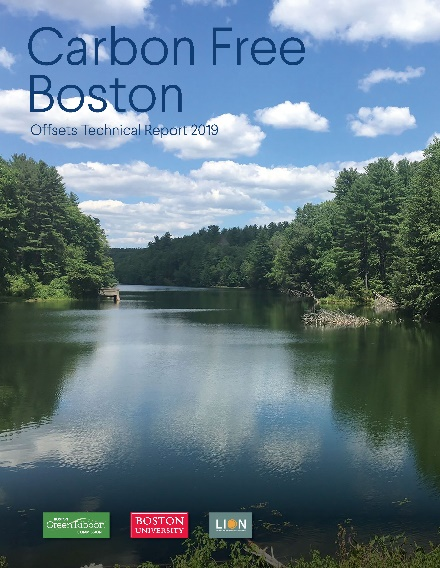 Carbon Free
Boston
Offsets Technical Report 2019
Green Ribbon
BOSTON
UNIVERSITY
LION